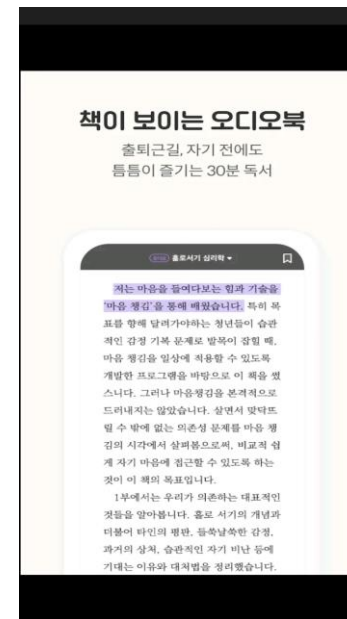 책이 보이는 오디오북
출퇴근길, 자기 전에도
틈틈이 즐기는 30분 독서
홀로서기 심리학
저는 마음을 들여다보는 힘과 기술을
'마음 챙김'을 통해 배웠습니다. 특히 목
표를 향해 달려가야하는 청년들이 습관
적인 감정 기복 문제로 발목이 잡힐 때,
마음 챙김을 일상에 적용할 수 있도록
개발한 프로그램을 바탕으로 이 책을 썼
스니다. 그러나 마음챙김을 본격적으로
드러내지는 않았습니다. 살면서 맞닥뜨
릴 수 밖에 없는 의존성 문제를 마음 챙
김의 시각에서 살펴봄으로써, 비교적 쉽
게 자기 마음에 접근할 수 있도록 하는
것이 이 책의 목표입니다.
1부에서는 우리가 의존하는 대표적인
것들을 알아봅니다. 홀로 서기의 개념과
더불어 타인의 평판, 들쑥날쑥한 감정,
과거의 상처, 습관적인 자기 비난 등에
기대는 이유와 대처법을 정리했습니다.